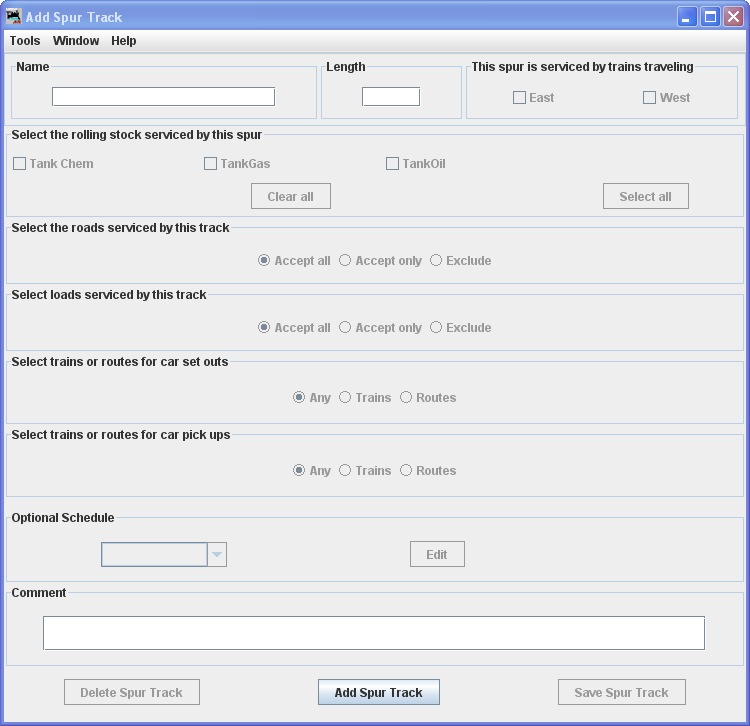 Add Spur Track
Tools Window Help
Name Length This spur is serviced by trains traveling
East West
Select the rolling stock serviced by this spur
Tank Chem TankGas TankOil
Clear all Select all
Select the roads serviced by this track
Accept all Accept only Exclude
Select loads serviced by this track
Accept all Accept only Exclude
Select trains or routes for car set outs
Any Trains Routes
Select trains or routes for car pick ups
Any Trains Routes
Optional Schedule
Edit
Comment
Delete Spur Track Add Spur Track Save Spur Track